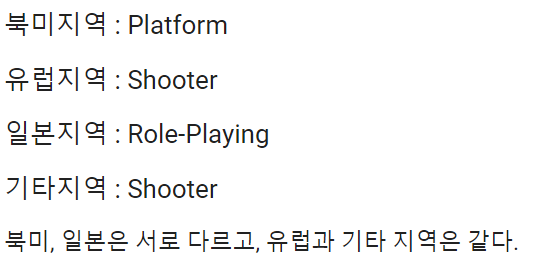 북미지역 : Platform
유럽지역 : Shooter
일본지역 : Role-Playing
기타지역 : Shooter
북미, 일본은 서로 다르고, 유럽과 기타 지역은 같다.